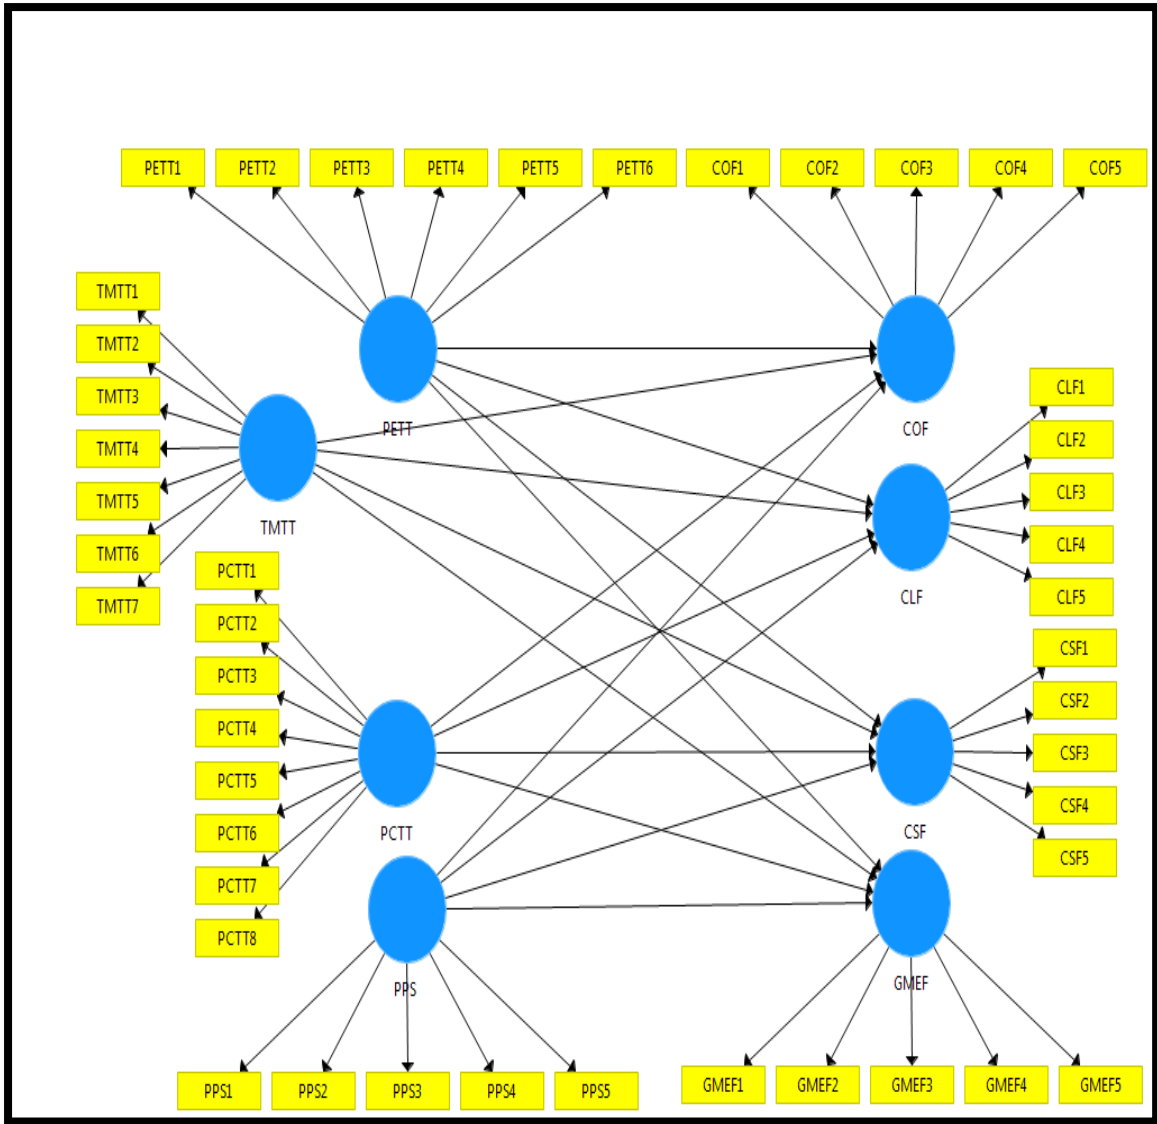 PETT1 PETT2 PETT3 PETT4 PETT5 PETT6 COF1 COF2 COF3 COF4 COF5
TMTT1
TMTT2
TMTT3
TMTT4
TMTT5
TMTT6
TMTT7
PETT
TMTT
COF
CLF1
CLF2
CLF3
CLF4
CLF5
CLF
PCTT1
PCTT2
PCTT3
PCTT4
PCTT5
PCTT6
PCTT7
PCTT8
PCTT
CSF1
CSF2
CSF3
CSF4
CSF5
CSF
PPS
GMEF
PPS1 PPS2 PPS3 PPS4 PPS5 GMEF1 GMEF2 GMEF3 GMEF4 GMEF5